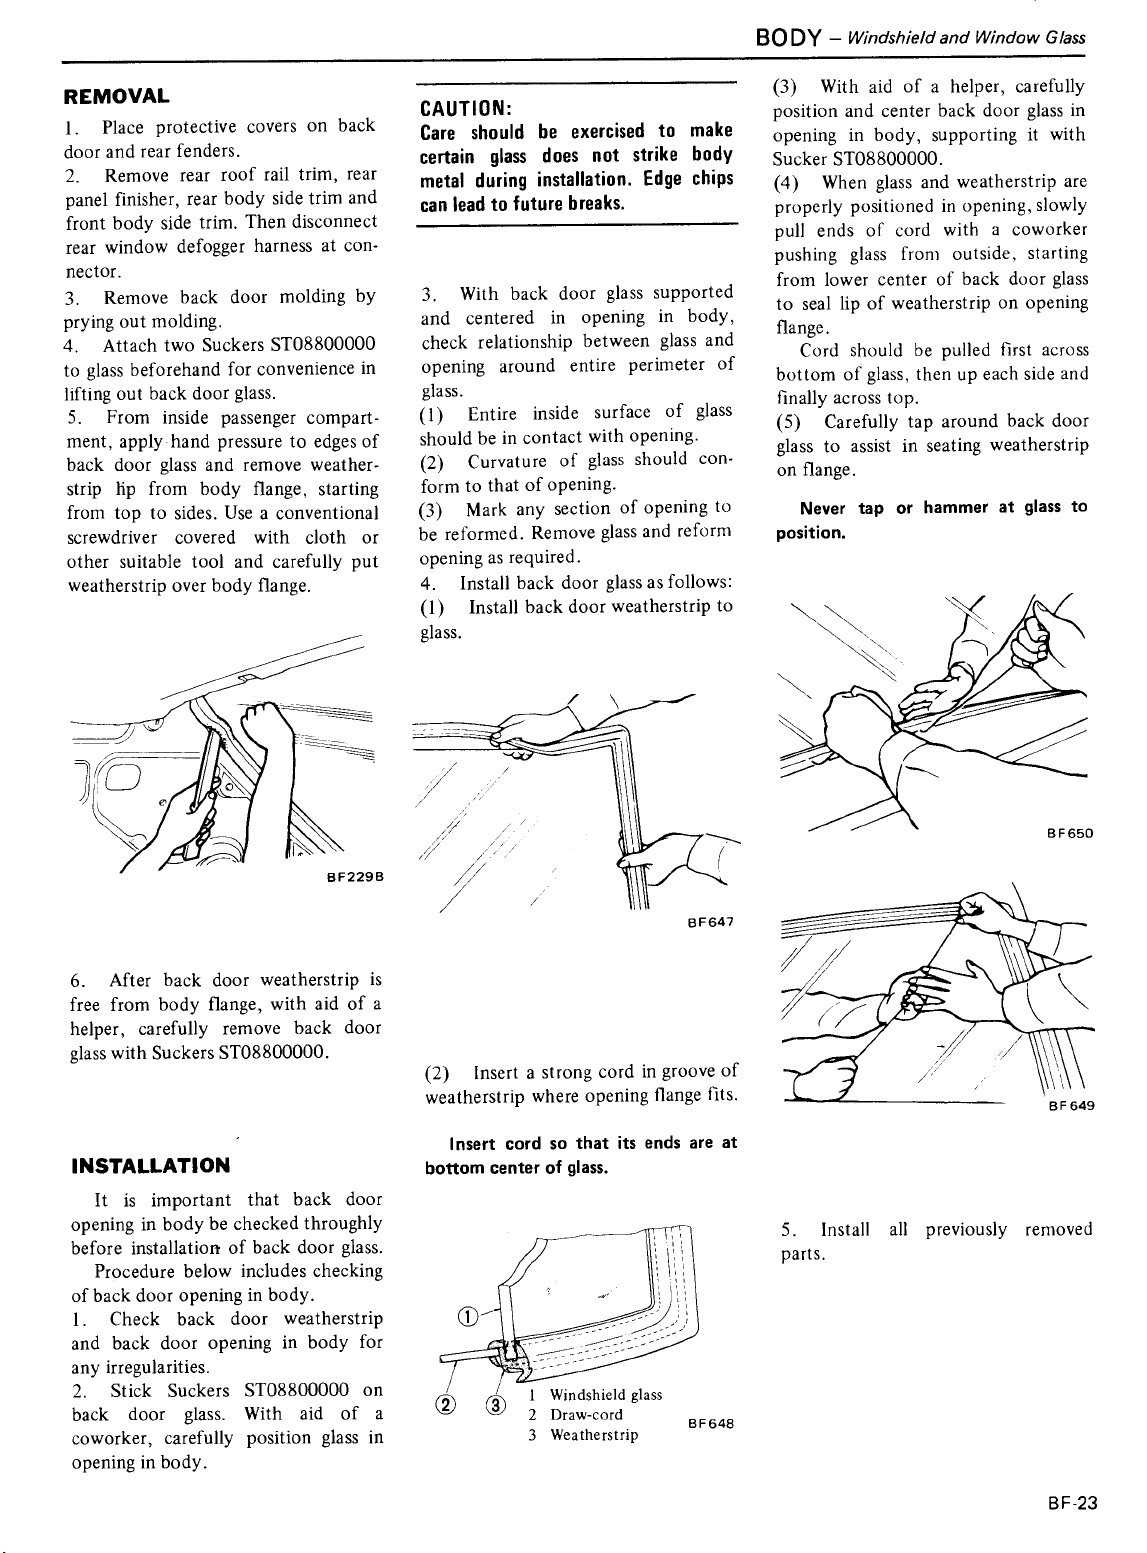 BODY – Windshield and Window Glass
REMOVAL
1. Place protective covers on back
door and rear fenders.
2. Remove rear roof rail trim, rear
panel finisher, rear body side trim and
front body side trim. Then disconnect
rear window defogger harness at con-
nector.
3. Remove back door molding by
prying out molding.
4. Attach two Suckers ST08800000
to glass beforehand for convenience in
lifting out back door glass.
5. From inside passenger compart-
ment, apply hand pressure to edges of
back door glass and remove weather-
strip lip from body flange, starting
from top to sides. Use a conventional
screwdriver covered with cloth or
other suitable tool and carefully put
weatherstrip over body flange.
BF229B
6. After back door weatherstrip is
free from body flange, with aid of a
helper, carefully remove back door
glass with Suckers ST08800000.
INSTALLATION
It is important that back door
opening in body be checked throughly
before installation of back door glass.
Procedure below includes checking
of back door opening in body.
1. Check back door weatherstrip
and back door opening in body for
any irregularities.
2. Stick Suckers ST08800000 on
back door glass. With aid of a
coworker, carefully position glass in
opening in body.
CAUTION:
Care should be exercised to make
certain glass does not strike body
metal during installation. Edge chips
can lead to future breaks.
3. With back door glass supported
and centered in opening in body,
check relationship between glass and
opening around entire perimeter of
glass.
(1) Entire inside surface of glass
should be in contact with opening.
(2) Curvature of glass should con-
form to that of opening.
(3) Mark any section of opening to
be reformed. Remove glass and reform
opening as required.
4. Install back door glass as follows:
(1) Install back door weatherstrip to
glass.
BF647
(2) Insert a strong cord in groove of
weatherstrip where opening flange fits.
Insert cord so that its ends are at
bottom center of glass.
1
2
3
1 Windshield glass
2 Draw-cord
3 Weatherstrip
BF648
(3) With aid of a helper, carefully
position and center back door glass in
opening in body, supporting it with
Sucker ST08800000.
(4) When glass and weatherstrip are
properly positioned in opening, slowly
pull ends of cord with a coworker
pushing glass from outside, starting
from lower center of back door glass
to seal lip of weatherstrip on opening
flange.
Cord should be pulled first across
bottom of glass, then up each side and
finally across top.
(5) Carefully tap around back door
glass to assist in seating weatherstrip
on flange.
Never tap or hammer at glass to
position.
BF650
BF649
5. Install all previously removed
parts.
BF-23